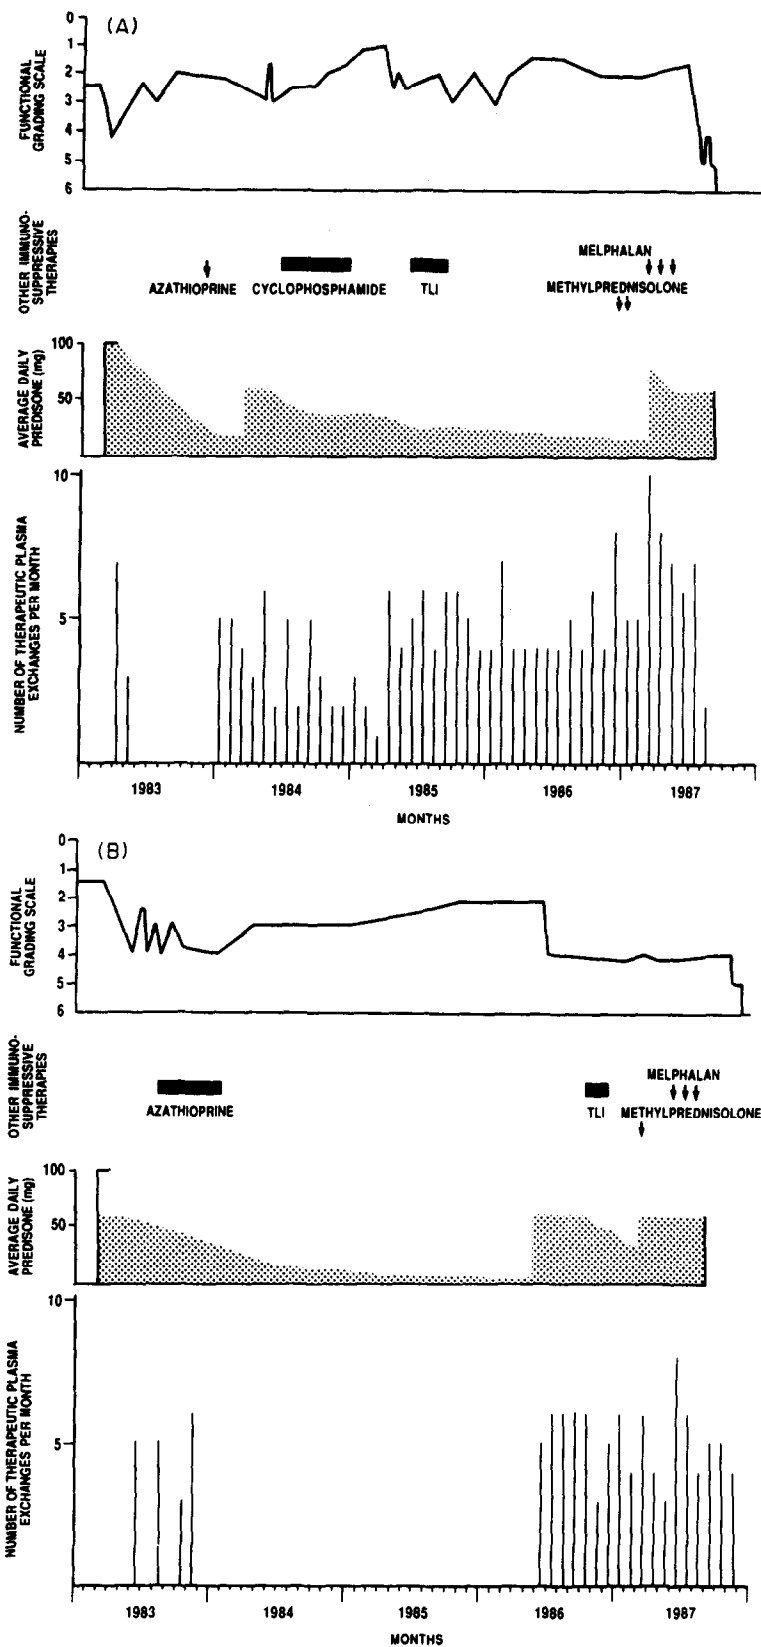 (A)
0
1
2
3
4
5
6
FUNCTIONAL
GRADING SCALE
OTHER IMMUNO-
SUPPRESSIVE
THERAPIES
MELPHALAN
AZATHIOPRINE CYCLOPHOSPHAMIDE TLI METHYLPREDNISOLONE
AVERAGE DAILY
PREDISONE (mg)
100
50
NUMBER OF THERAPEUTIC PLASMA
EXCHANGES PER MONTH
10
5
1983 1984 1985 1986 1987
MONTHS
(B)
0
1
2
3
4
5
6
FUNCTIONAL
GRADING SCALE
OTHER IMMUNO-
SUPPRESSIVE
THERAPIES
MELPHALAN
AZATHIOPRINE TLI METHYLPREDNISOLONE
AVERAGE DAILY
PREDISONE (mg)
100
50
NUMBER OF THERAPEUTIC PLASMA
EXCHANGES PER MONTH
10
5
1983 1984 1985 1986 1987
MONTHS